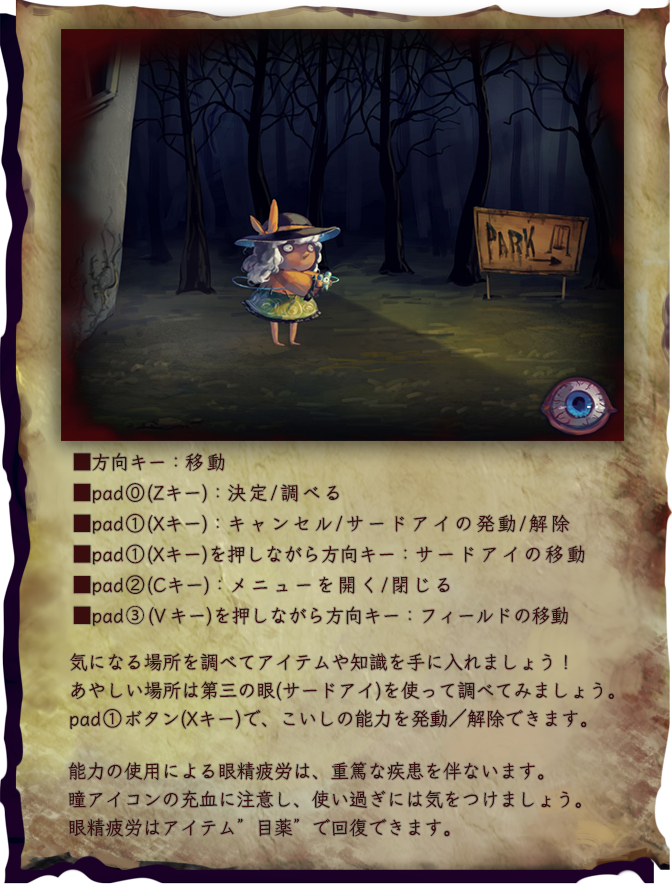 PARK
■方向キー：移動
■pad⓪(Zキー)：決定/調べる
■pad①(Xキー)：キャンセル/サードアイの発動/解除
■pad①(Xキー)を押しながら方向キー：サードアイの移動
■pad②(Cキー)：メニューを開く/閉じる
■pad③(Vキー)を押しながら方向キー：フィールドの移動
気になる場所を調べてアイテムや知識を手に入れましょう！
あやしい場所は第三の眼(サードアイ)を使って調べてみましょう。
pad①ボタン(Xキー)で、こいしの能力を発動／解除できます。
能力の使用による眼精疲労は、重篤な疾患を伴ないます。
瞳アイコンの充血に注意し、使い過ぎには気をつけましょう。
眼精疲労はアイテム”目薬”で回復できます。